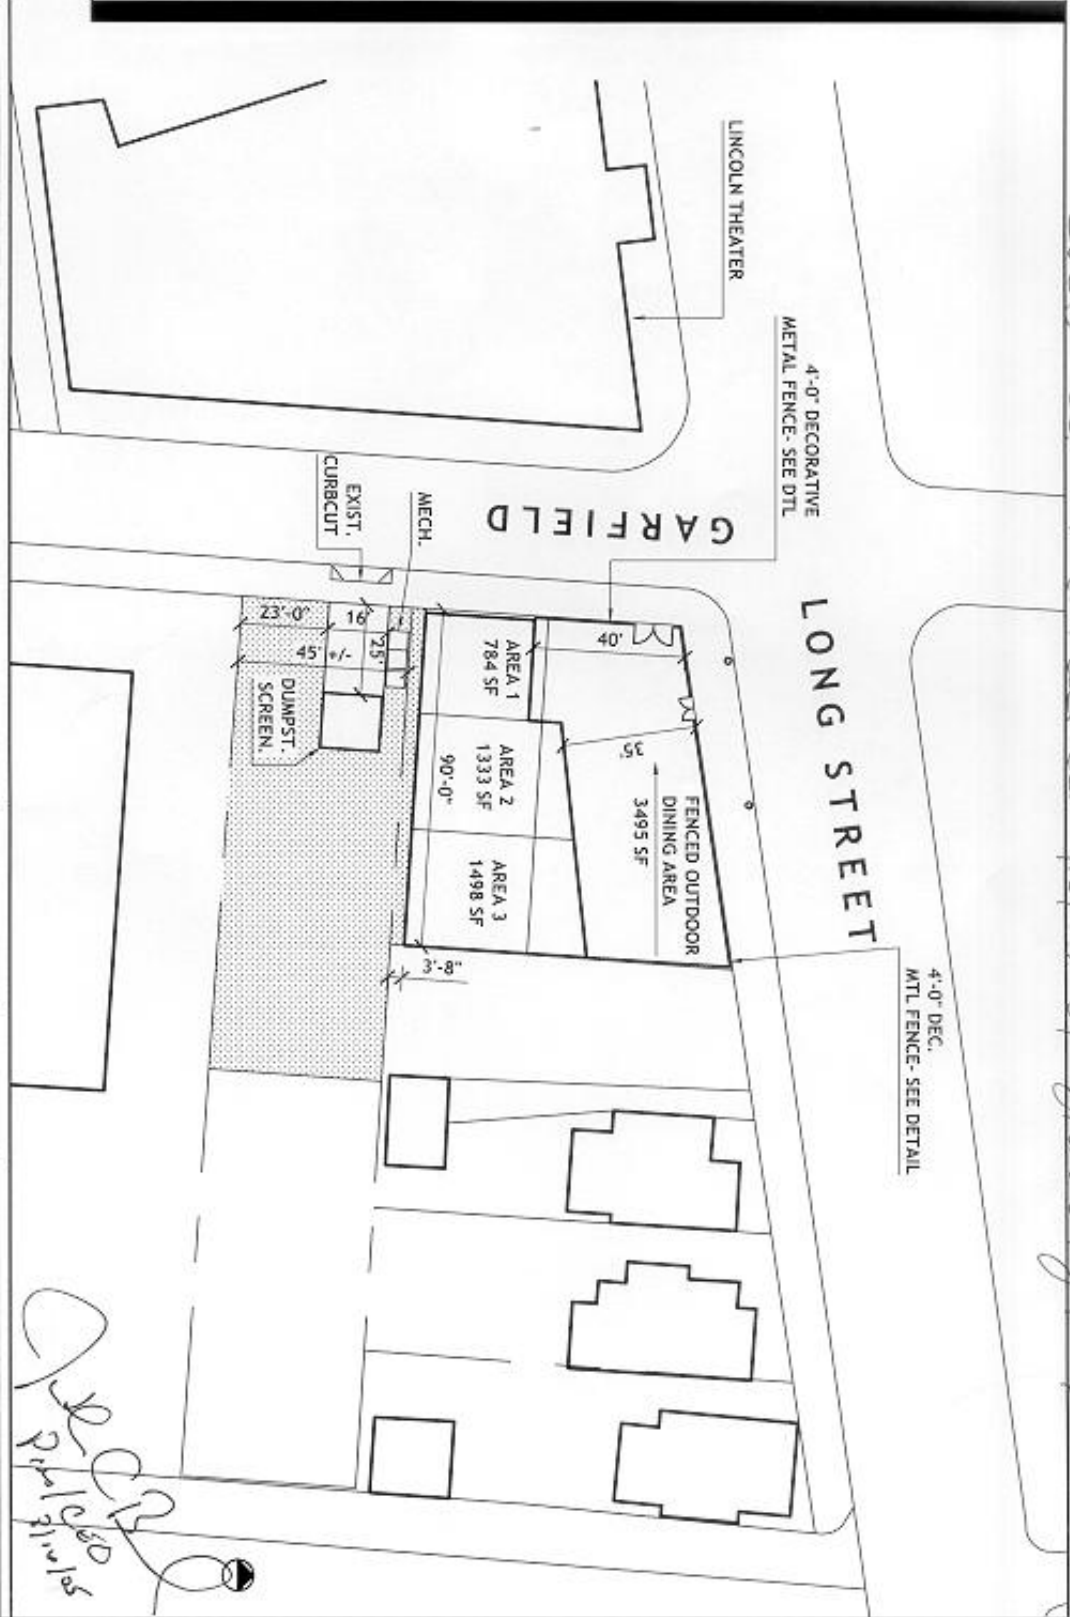 LINCOLN THEATER
4'-0" DECORATIVE
METAL FENCE- SEE DTL
GARFIELD
LONG STREET
MECH.
EXIST.
CURBCUT
23'-0"
16'
25'
45' +/-
DUMPST.
SCREEN.
AREA 1
784 SF
AREA 2
1333 SF
90'-0"
AREA 3
1498 SF
40'
35'
FENCED OUTDOOR
DINING AREA
3495 SF
3'-8"
4'-0" DEC.
MTL FENCE- SEE DETAIL